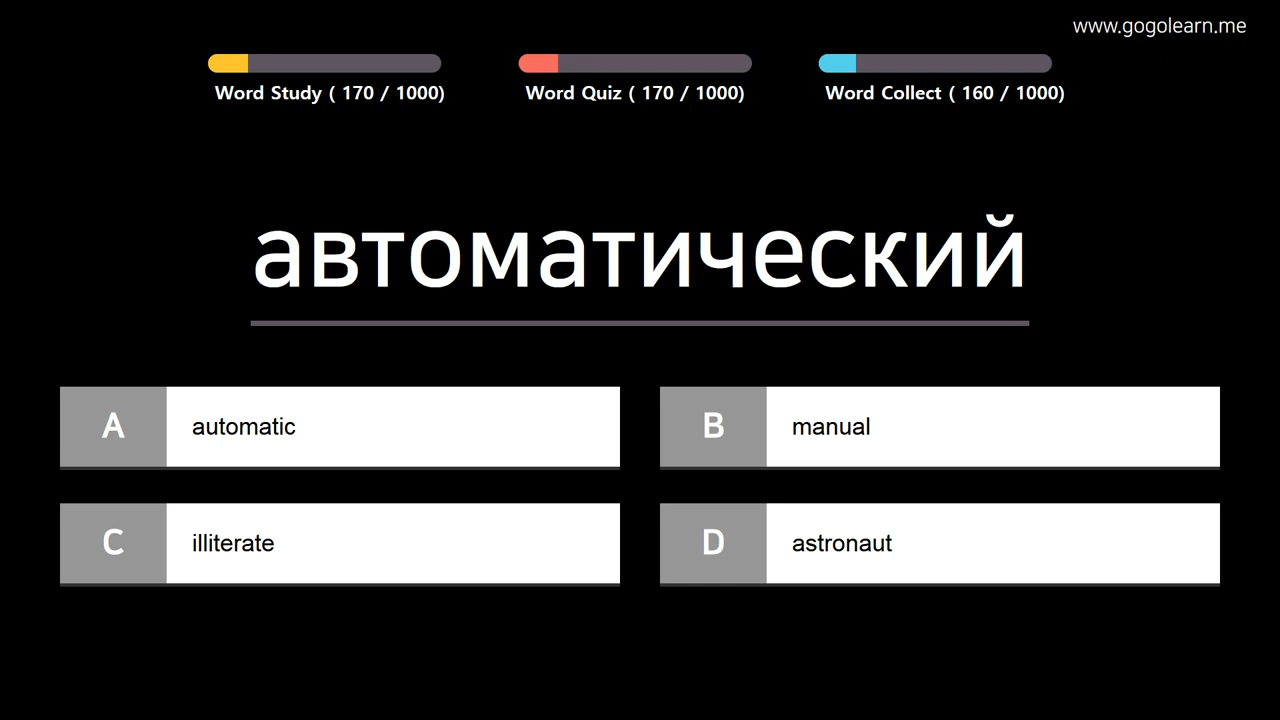 www.gogolearn.me
Word Study ( 170 / 1000)
Word Quiz ( 170 / 1000)
Word Collect ( 160 / 1000)
автоматический
A automatic
B manual
C illiterate
D astronaut